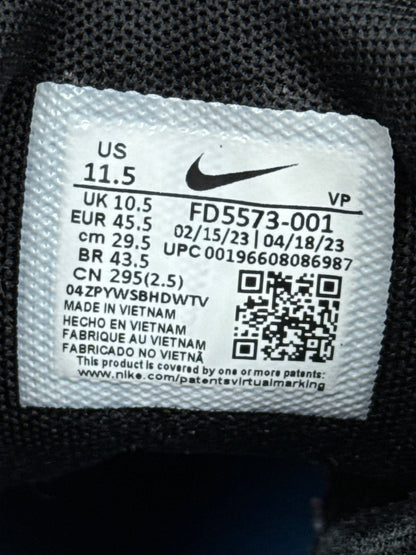 US
11.5
VP
UK 10.5
EUR 45.5
cm 29.5
BR 43.5
CN 295(2.5)
FD5573-001
02/15/23 | 04/18/23
UPC 00196608086987
04ZPYWSBHDWTV
MADE IN VIETNAM
HECHO EN VIETNAM
FABRIQUE AU VIETNAM
FABRICADO NO VIETNÃ
This product is covered by one or more patents:
www.nike.com/patentsvirtualmarking